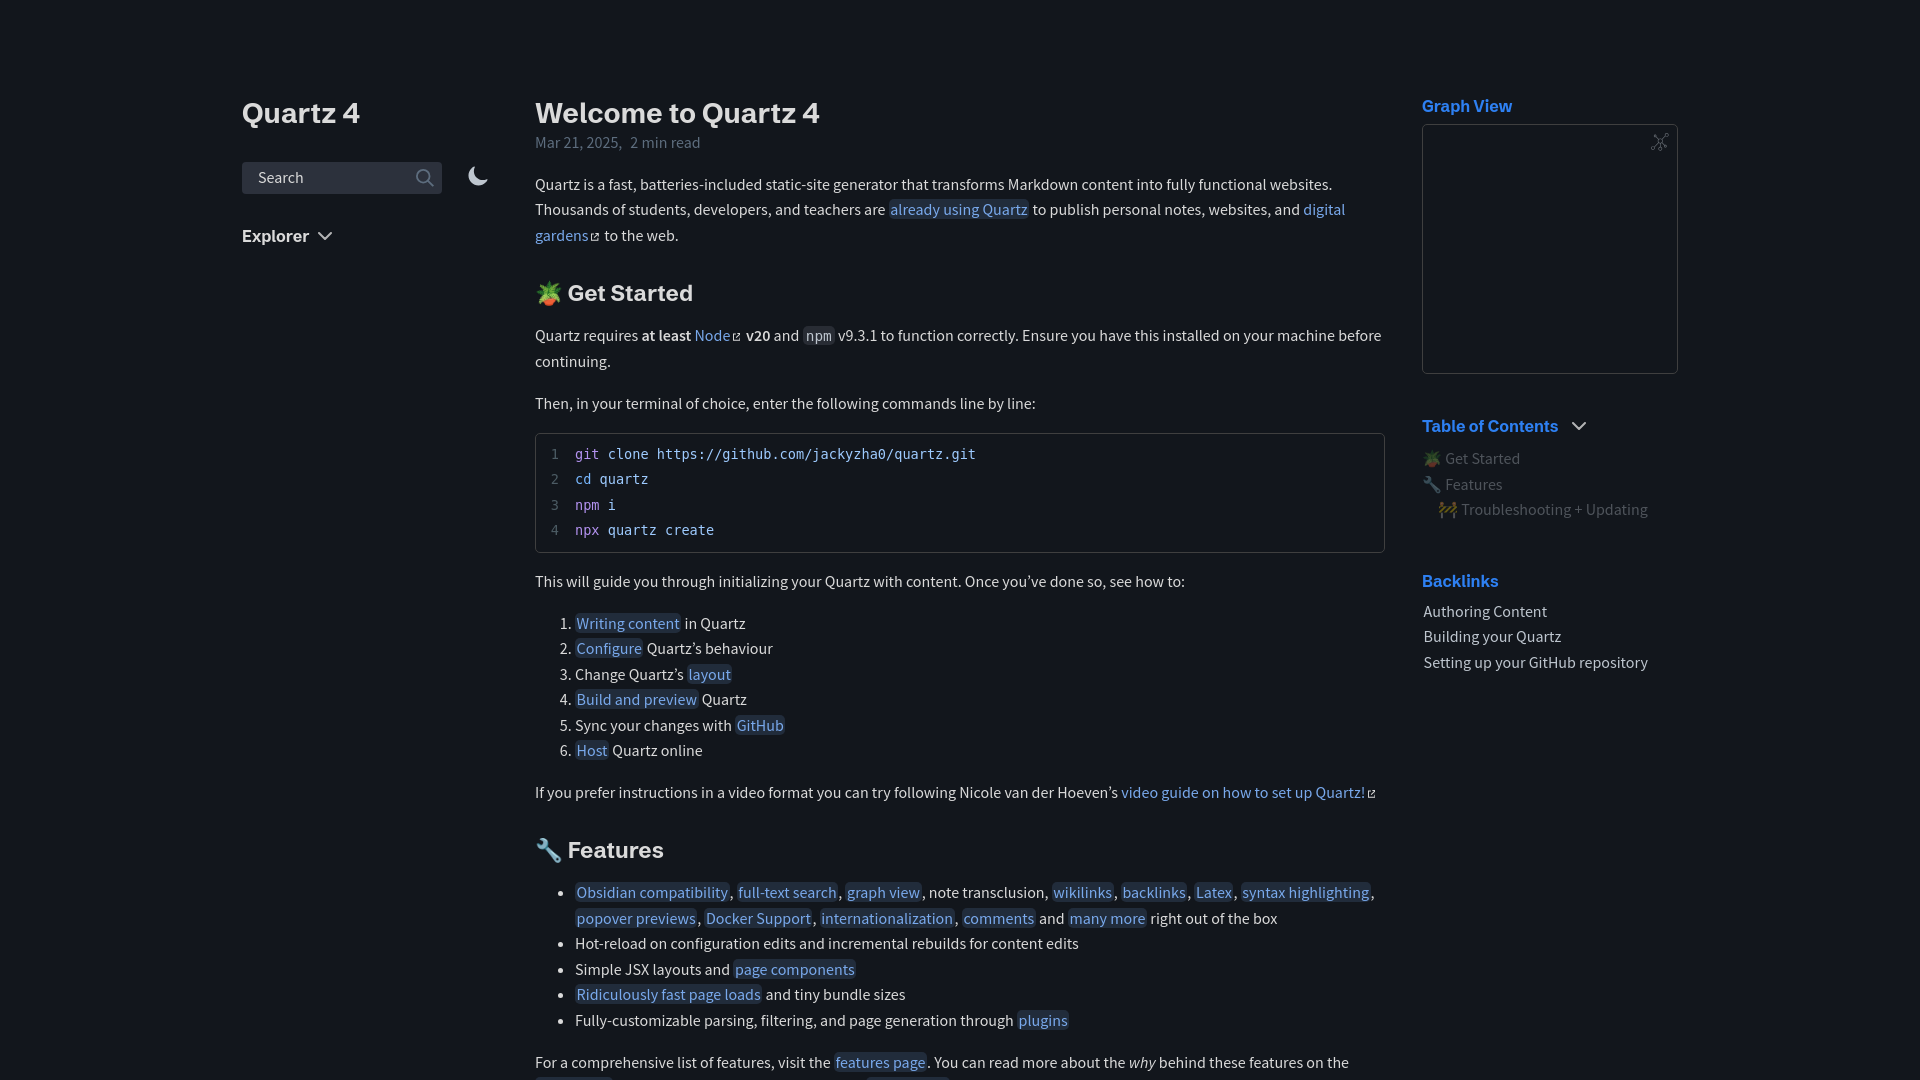 Quartz 4
Search
Explorer
Welcome to Quartz 4
Mar 21, 2025, 2 min read
Quartz is a fast, batteries-included static-site generator that transforms Markdown content into fully functional websites.
Thousands of students, developers, and teachers are already using Quartz to publish personal notes, websites, and digital
gardens to the web.
🪴 Get Started
Quartz requires at least Node v20 and npm v9.3.1 to function correctly. Ensure you have this installed on your machine before
continuing.
Then, in your terminal of choice, enter the following commands line by line:
1 git clone https://github.com/jackyzha0/quartz.git
2 cd quartz
3 npm i
4 npx quartz create
This will guide you through initializing your Quartz with content. Once you’ve done so, see how to:
1. Writing content in Quartz
2. Configure Quartz’s behaviour
3. Change Quartz’s layout
4. Build and preview Quartz
5. Sync your changes with GitHub
6. Host Quartz online
If you prefer instructions in a video format you can try following Nicole van der Hoeven’s video guide on how to set up Quartz!
🔧 Features
• Obsidian compatibility, full-text search, graph view, note transclusion, wikilinks, backlinks, Latex, syntax highlighting,
popover previews, Docker Support, internationalization, comments and many more right out of the box
• Hot-reload on configuration edits and incremental rebuilds for content edits
• Simple JSX layouts and page components
• Ridiculously fast page loads and tiny bundle sizes
• Fully-customizable parsing, filtering, and page generation through plugins
For a comprehensive list of features, visit the features page. You can read more about the why behind these features on the
Graph View
Table of Contents
🪴 Get Started
🔧 Features
🚧 Troubleshooting + Updating
Backlinks
Authoring Content
Building your Quartz
Setting up your GitHub repository